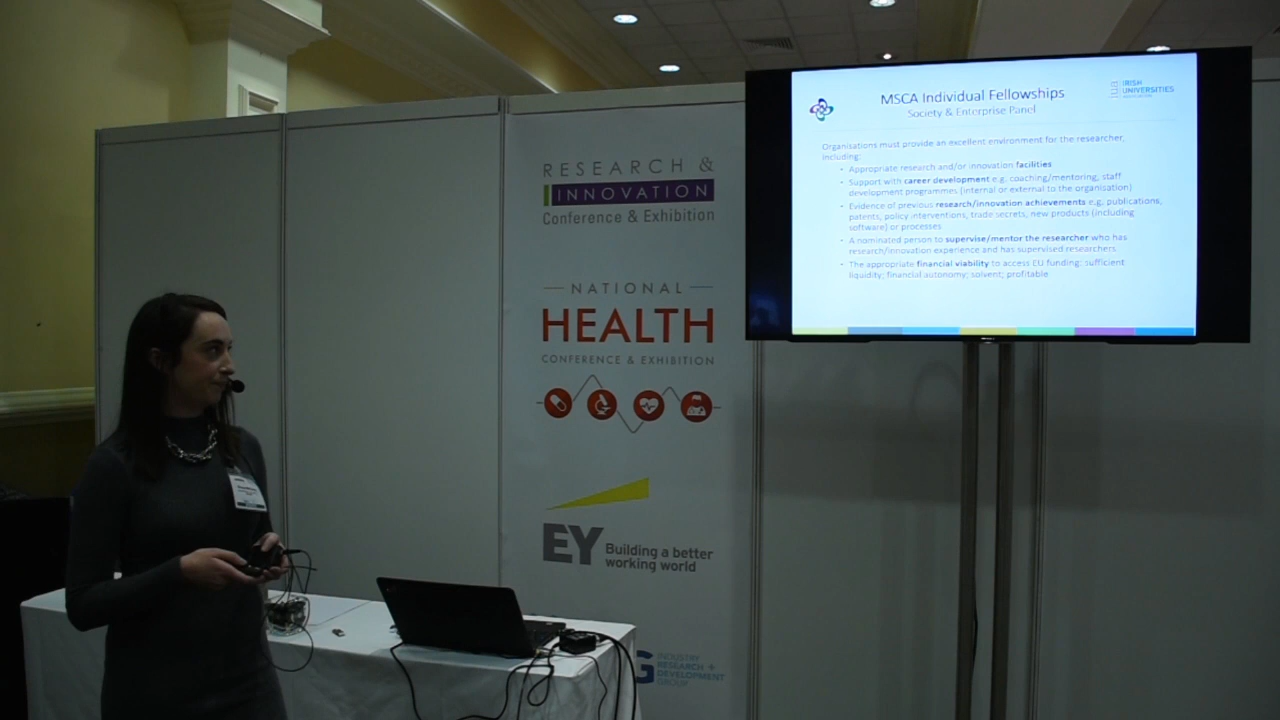 MSCA Individual Fellowships
Society & Enterprise Panel
IUA
IRISH
UNIVERSITIES
ASSOCIATION
Organisations must provide an excellent environment for the researcher,
including:
• Appropriate research and/or innovation facilities
• Support with career development e.g. coaching/mentoring, staff
development programmes (internal or external to the organisation)
• Evidence of previous research/innovation achievements e.g. publications,
patents, policy interventions, trade secrets, new products (including
software) or processes
• A nominated person to supervise/mentor the researcher who has
research/innovation experience and has supervised researchers
• The appropriate financial viability to access EU funding: sufficient
liquidity; financial autonomy; solvent; profitable
RESEARCH &
INNOVATION
Conference & Exhibition
NATIONAL
HEALTH
CONFERENCE & EXHIBITION
EY
Building a better
working world
G
INDUSTRY
RESEARCH +
DEVELOPMENT
GROUP